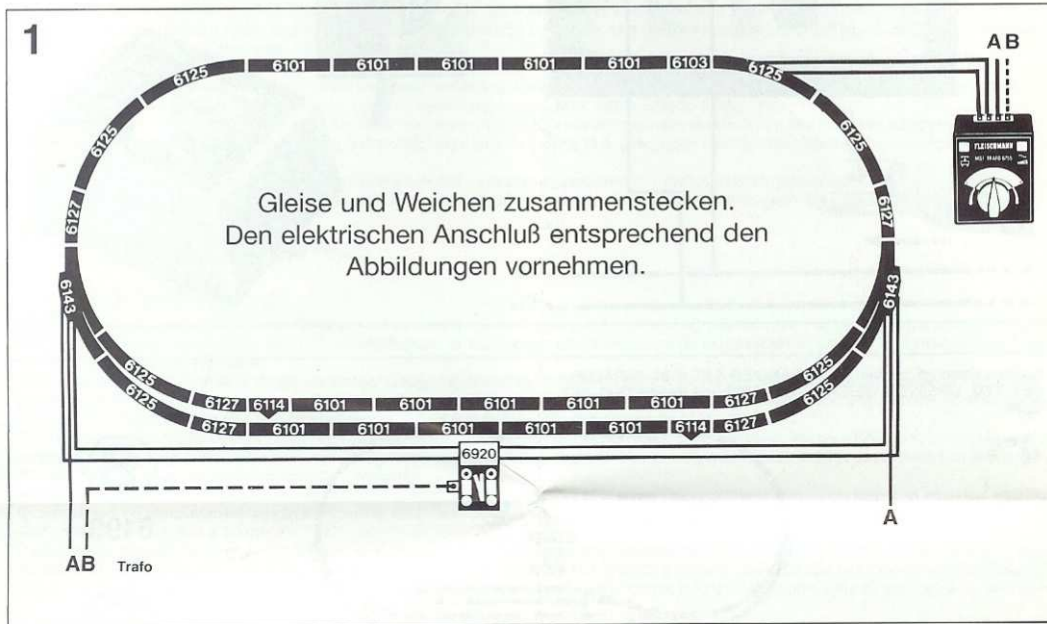 1
A B
6125 6101 6101 6101 6101 6101 6103 6125
FLEISCHMANN
6125 6125
6127 6127
Gleise und Weichen zusammenstecken.
Den elektrischen Anschluß entsprechend den
Abbildungen vornehmen.
6143 6143
6125 6125
6125 6125
6127 6114 6101 6101 6101 6101 6101 6127
6127 6101 6101 6101 6101 6101 6114 6127
6920
A
AB Trafo